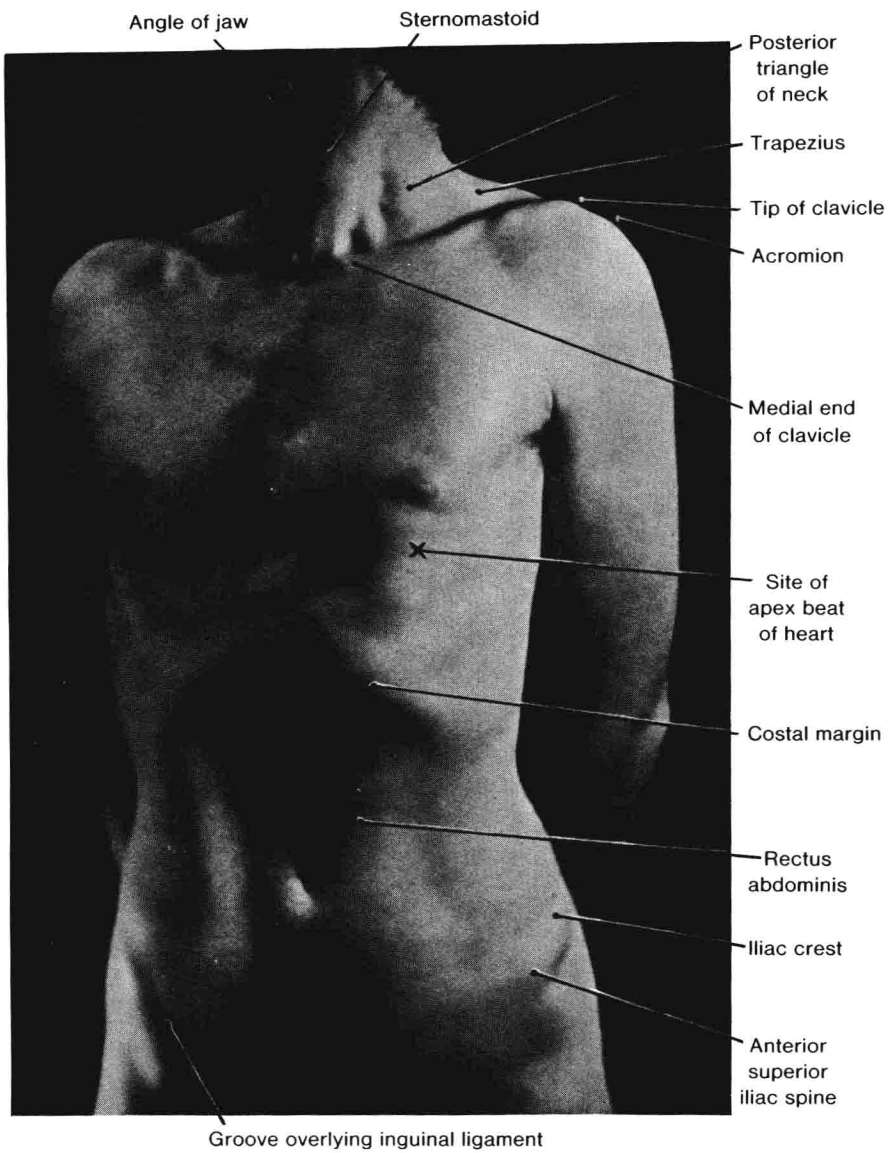 Angle of jaw
Sternomastoid
Posterior
triangle
of neck
Trapezius
Tip of clavicle
Acromion
Medial end
of clavicle
Site of
apex beat
of heart
Costal margin
Rectus
abdominis
Iliac crest
Anterior
superior
iliac spine
Groove overlying inguinal ligament